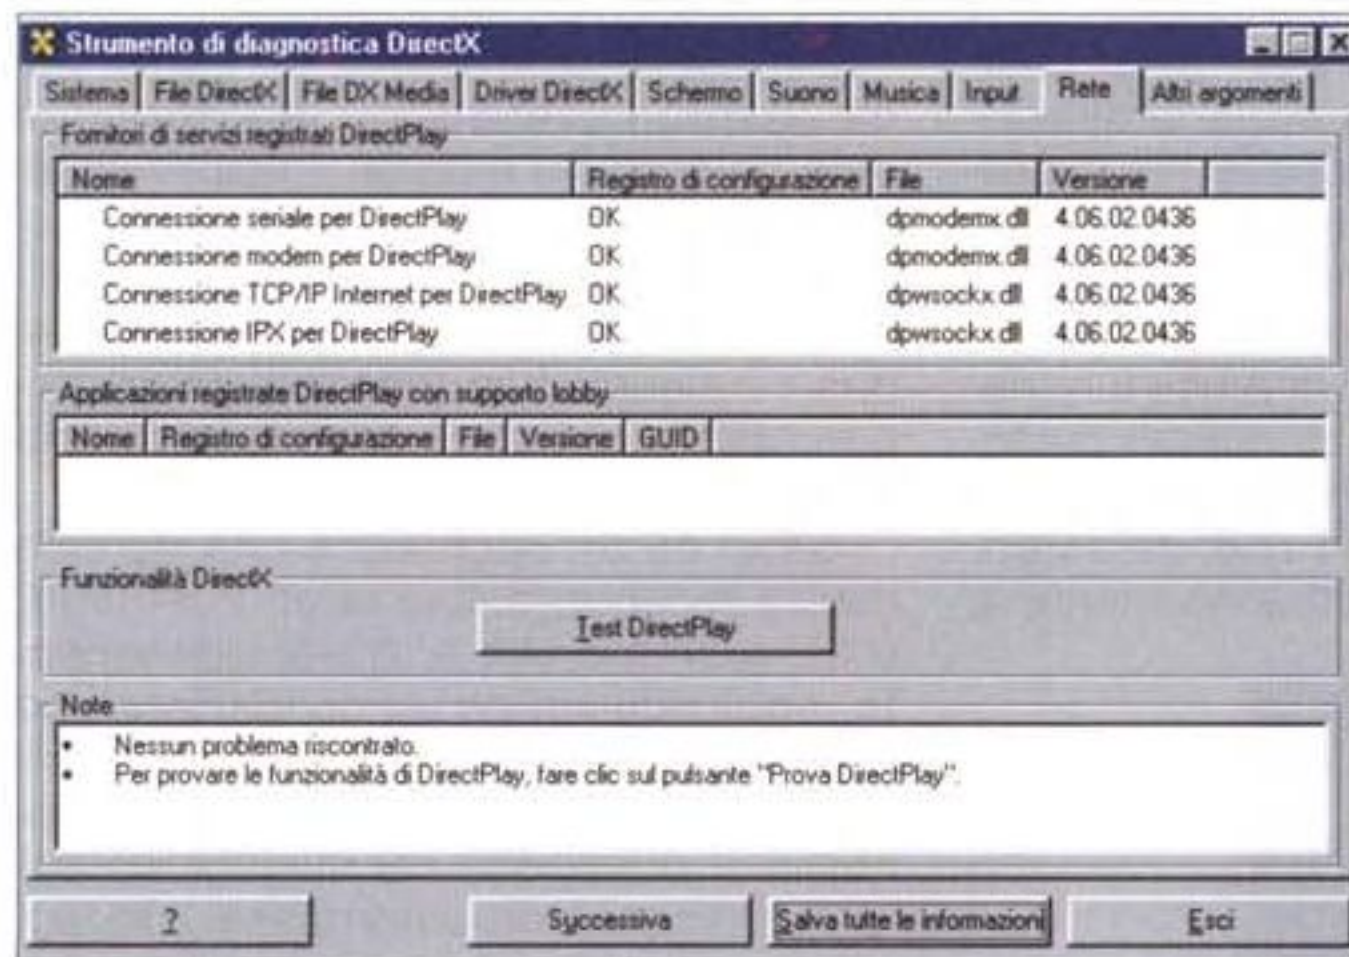 Strumento di diagnostica DirectX
Sistema File DirectX File DX Media Driver DirectX Schermo Suono Musica Input Rete Altri argomenti
Fornitori di servizi registrati DirectPlay
Nome Registro di configurazione File Versione
Connessione seriale per DirectPlay OK dpmodemx.dll 4.06.02.0436
Connessione modem per DirectPlay OK dpmodemx.dll 4.06.02.0436
Connessione TCP/IP Internet per DirectPlay OK dpwsockx.dll 4.06.02.0436
Connessione IPX per DirectPlay OK dpwsockx.dll 4.06.02.0436
Applicazioni registrate DirectPlay con supporto lobby
Nome Registro di configurazione File Versione GUID
Funzionalità DirectX
Test DirectPlay
Note
• Nessun problema riscontrato.
• Per provare le funzionalità di DirectPlay, fare clic sul pulsante "Prova DirectPlay".
? Successiva Salva tutte le informazioni Esci